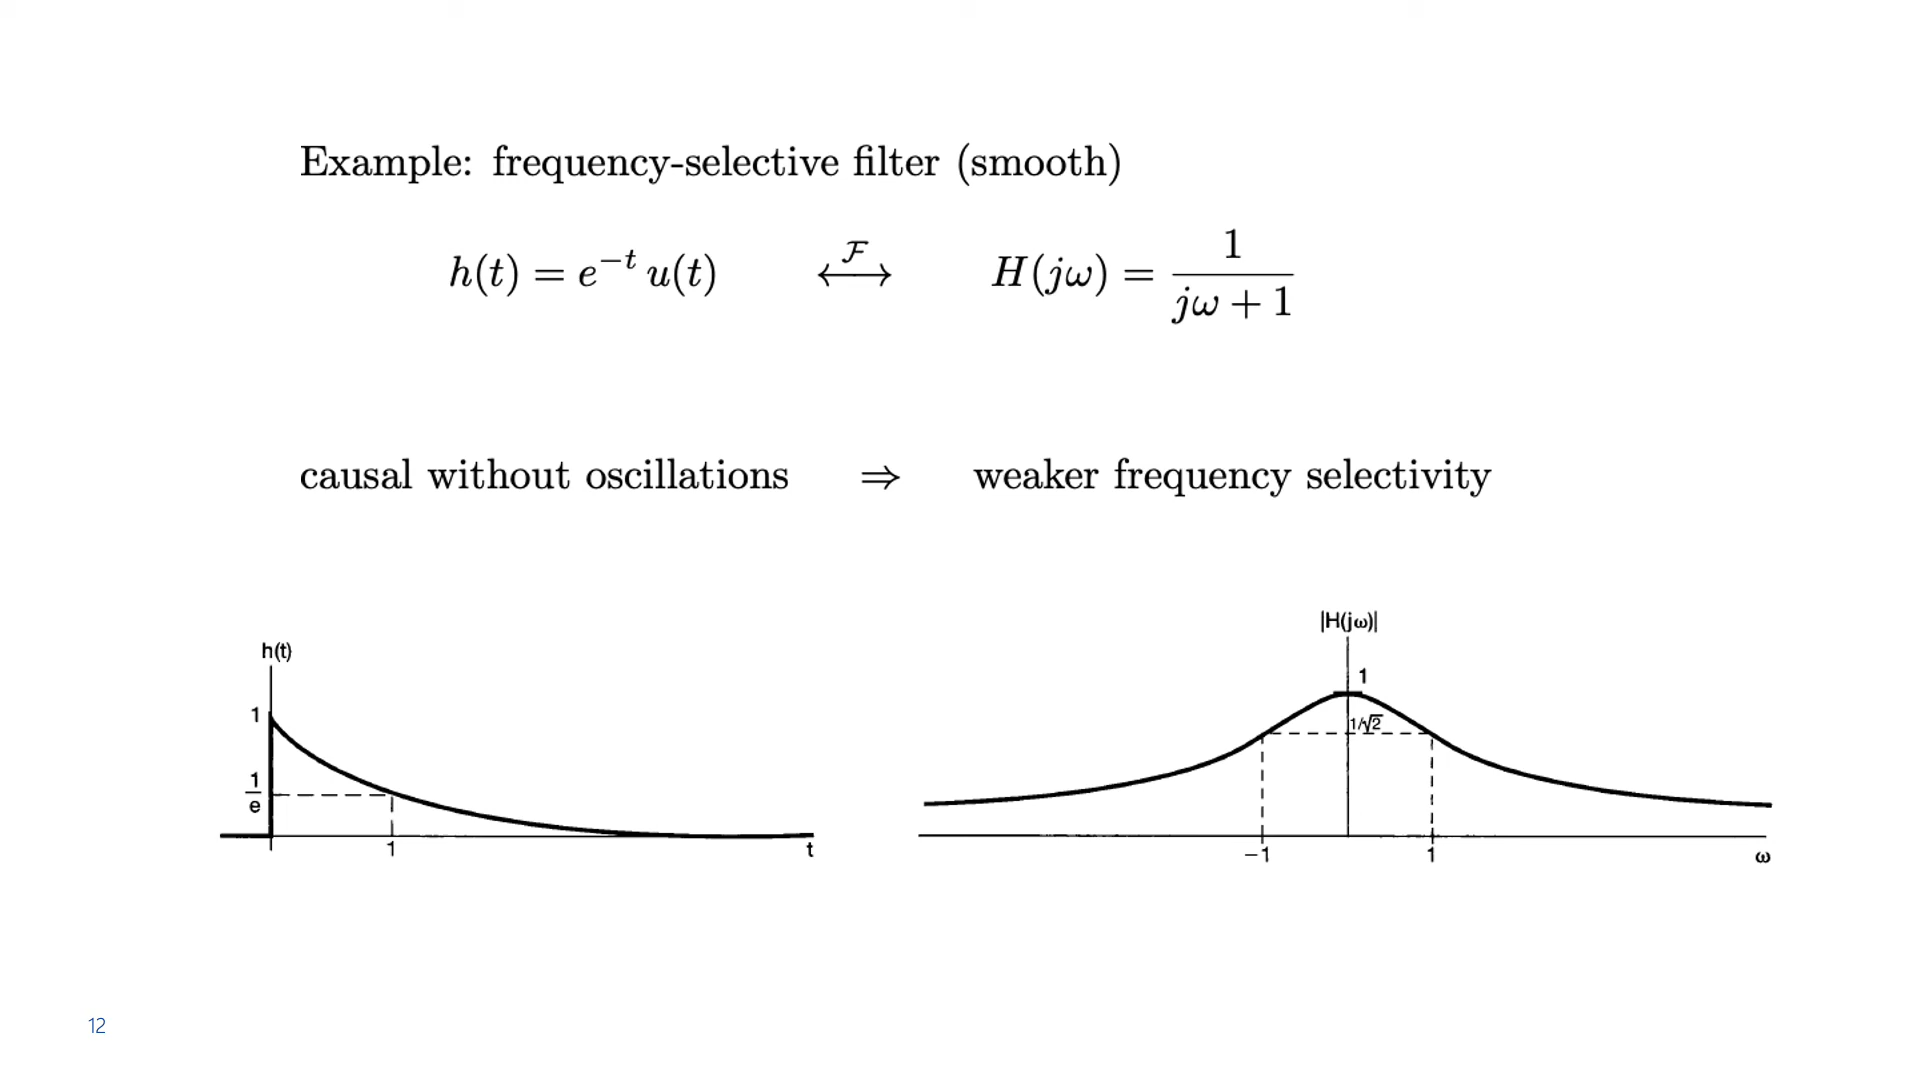 Example: frequency-selective filter (smooth)
h(t) = e^{-t} u(t) ⟷^{ℱ} H(jω) = \frac{1}{jω + 1}
causal without oscillations ⇒ weaker frequency selectivity
|H(jω)|
h(t)
1
1
1/√2
1/e
1 t
−1 1 ω
12